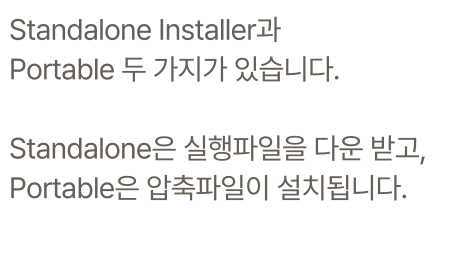 Standalone Installer과
Portable 두 가지가 있습니다.
Standalone은 실행파일을 다운 받고,
Portable은 압축파일이 설치됩니다.